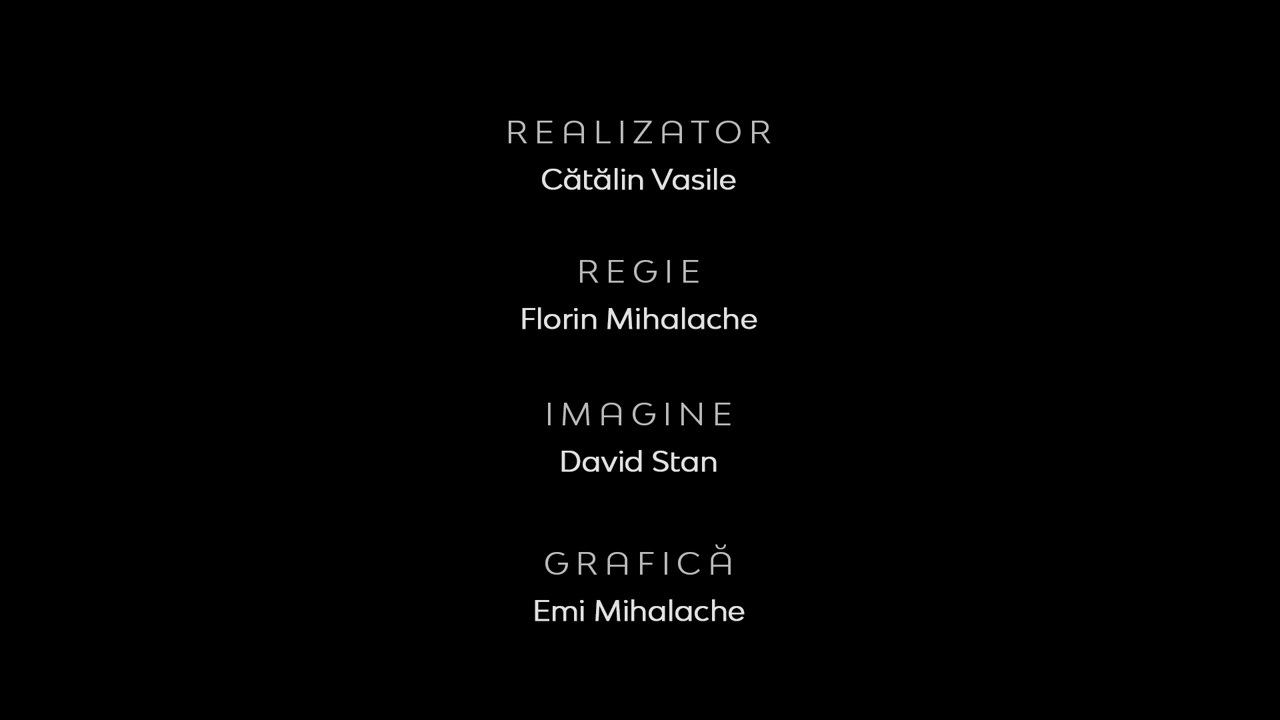 REALIZATOR
Cătălin Vasile
REGIE
Florin Mihalache
IMAGINE
David Stan
GRAFICĂ
Emi Mihalache